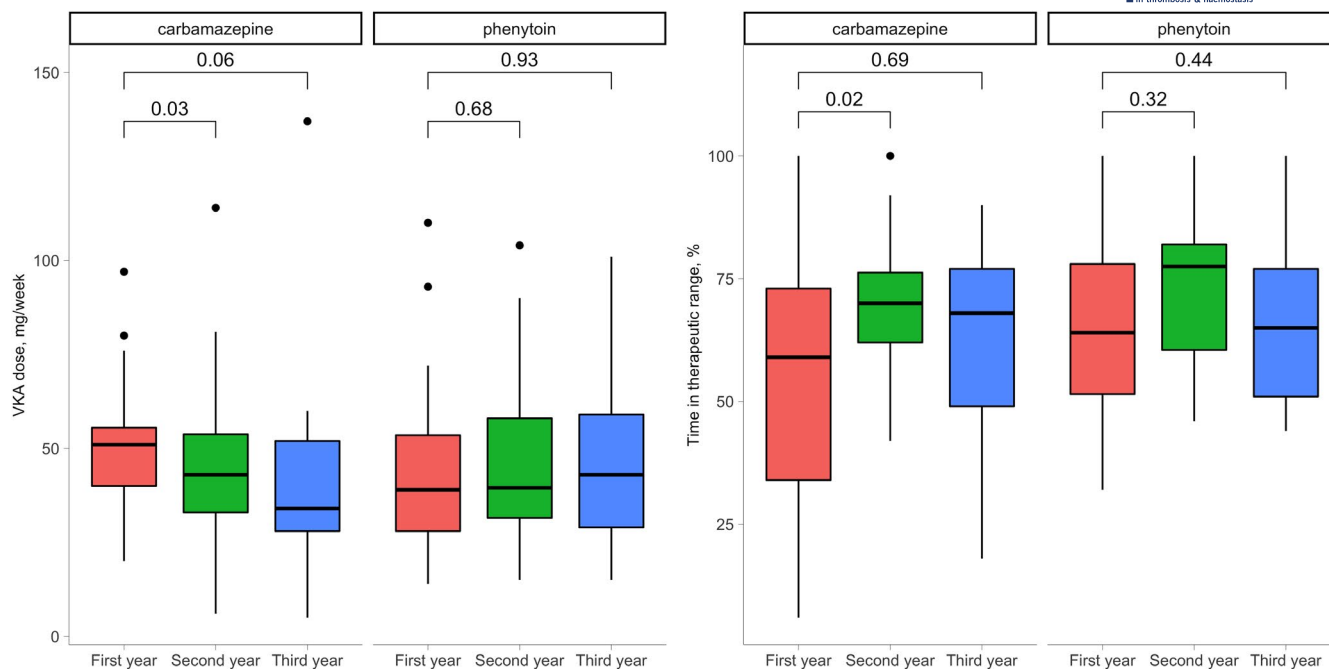 in thrombosis & haemostasis
carbamazepine
phenytoin
0.06
0.03
0.93
0.68
150
100
50
0
VKA dose, mg/week
First year
Second year
Third year
First year
Second year
Third year
carbamazepine
phenytoin
0.69
0.02
0.44
0.32
100
75
50
25
Time in therapeutic range, %
First year
Second year
Third year
First year
Second year
Third year